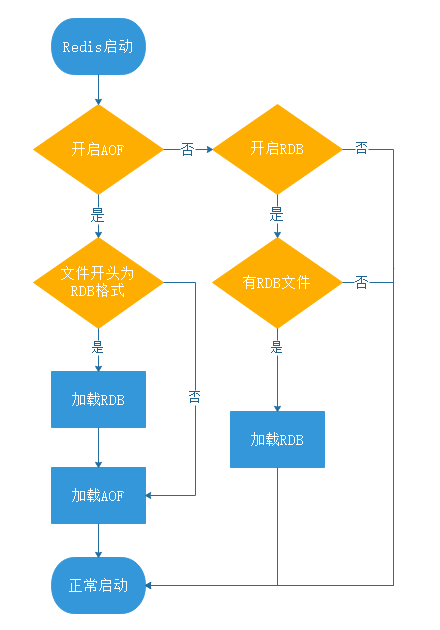 Redis启动
开启AOF
否
开启RDB
否
是
是
文件开头为
RDB格式
有RDB文件
否
是
是
加载RDB
否
加载RDB
加载AOF
正常启动